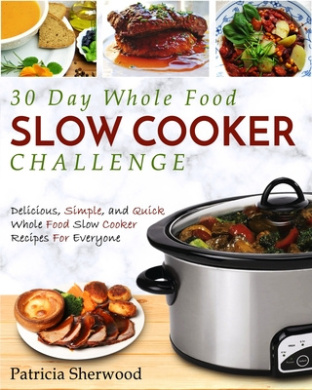 30 Day Whole Food
SLOW COOKER
CHALLENGE
Delicious, Simple, and Quick
Whole Food Slow Cooker
Recipes For Everyone
Patricia Sherwood